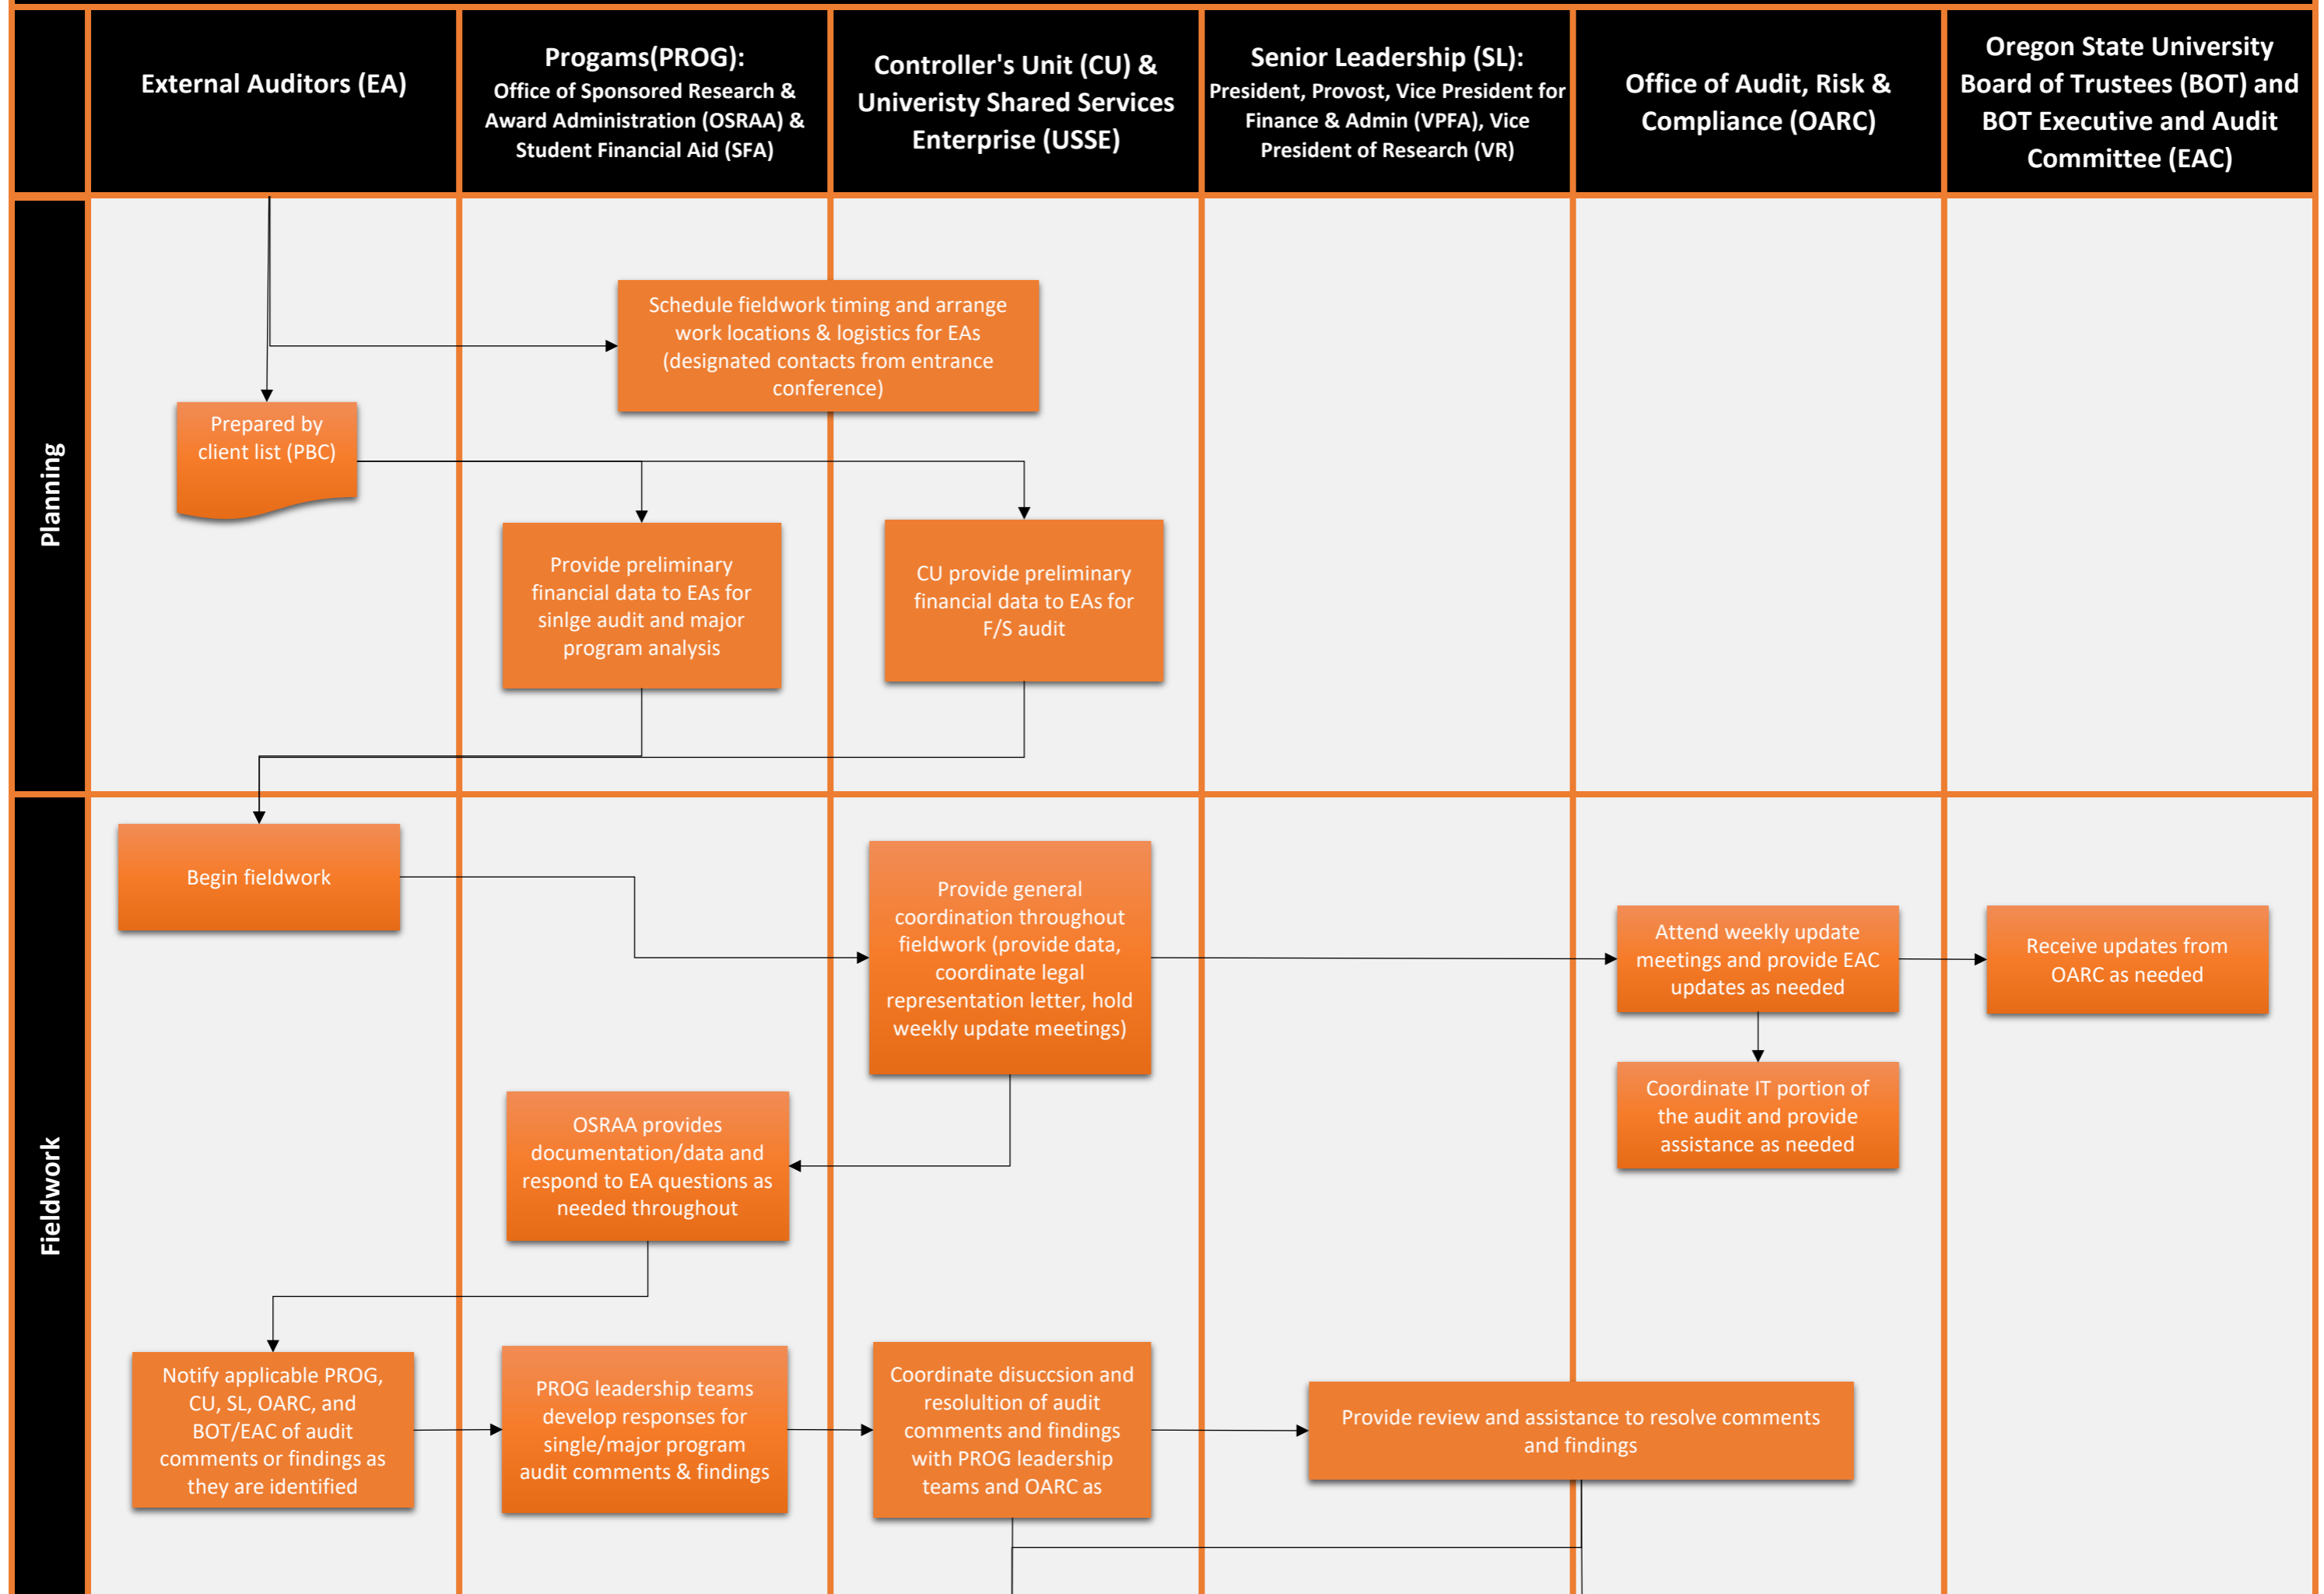 External Auditors (EA)
Progams(PROG):
Office of Sponsored Research &
Award Administration (OSRAA) &
Student Financial Aid (SFA)
Controller's Unit (CU) &
Univeristy Shared Services
Enterprise (USSE)
Senior Leadership (SL):
President, Provost, Vice President for
Finance & Admin (VPFA), Vice
President of Research (VR)
Office of Audit, Risk &
Compliance (OARC)
Oregon State University
Board of Trustees (BOT) and
BOT Executive and Audit
Committee (EAC)
Planning
Schedule fieldwork timing and arrange
work locations & logistics for EAs
(designated contacts from entrance
conference)
Prepared by
client list (PBC)
Provide preliminary
financial data to EAs for
sinlge audit and major
program analysis
CU provide preliminary
financial data to EAs for
F/S audit
Fieldwork
Begin fieldwork
Provide general
coordination throughout
fieldwork (provide data,
coordinate legal
representation letter, hold
weekly update meetings)
Attend weekly update
meetings and provide EAC
updates as needed
Receive updates from
OARC as needed
Coordinate IT portion of
the audit and provide
assistance as needed
OSRAA provides
documentation/data and
respond to EA questions as
needed throughout
Notify applicable PROG,
CU, SL, OARC, and
BOT/EAC of audit
comments or findings as
they are identified
PROG leadership teams
develop responses for
single/major program
audit comments & findings
Coordinate disuccsion and
resolultion of audit
comments and findings
with PROG leadership
teams and OARC as
Provide review and assistance to resolve comments
and findings